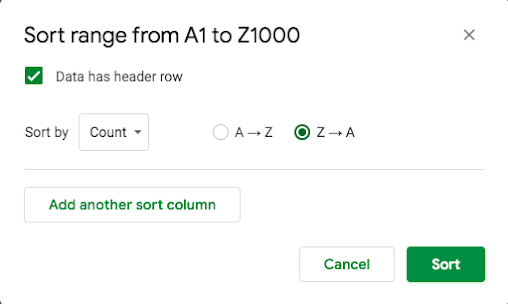 Sort range from A1 to Z1000
Data has header row
Sort by Count A → Z Z → A
Add another sort column
Cancel Sort